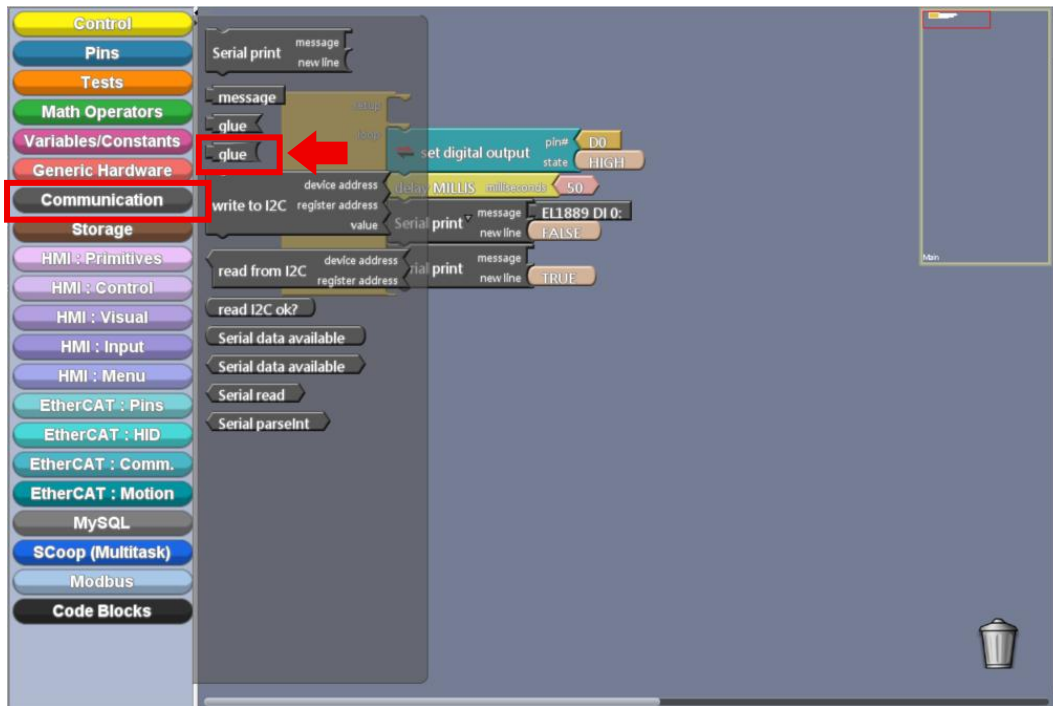 Control
Pins
Tests
Math Operators
Variables/Constants
Generic Hardware
Communication
Storage
HMI : Primitives
HMI : Control
HMI : Visual
HMI : Input
HMI : Menu
EtherCAT : Pins
EtherCAT : HID
EtherCAT : Comm.
EtherCAT : Motion
MySQL
SCoop (Multitask)
Modbus
Code Blocks
Serial print message
new line
message
glue
glue
write to I2C device address
register address
value
read from I2C device address
register address
read I2C ok?
Serial data available
Serial data available
Serial read
Serial parseInt
setup
loop
set digital output pin# D0
state HIGH
delay MILLIS milliseconds 50
Serial print message EL1889 DI 0:
new line FALSE
print message
new line TRUE
Main